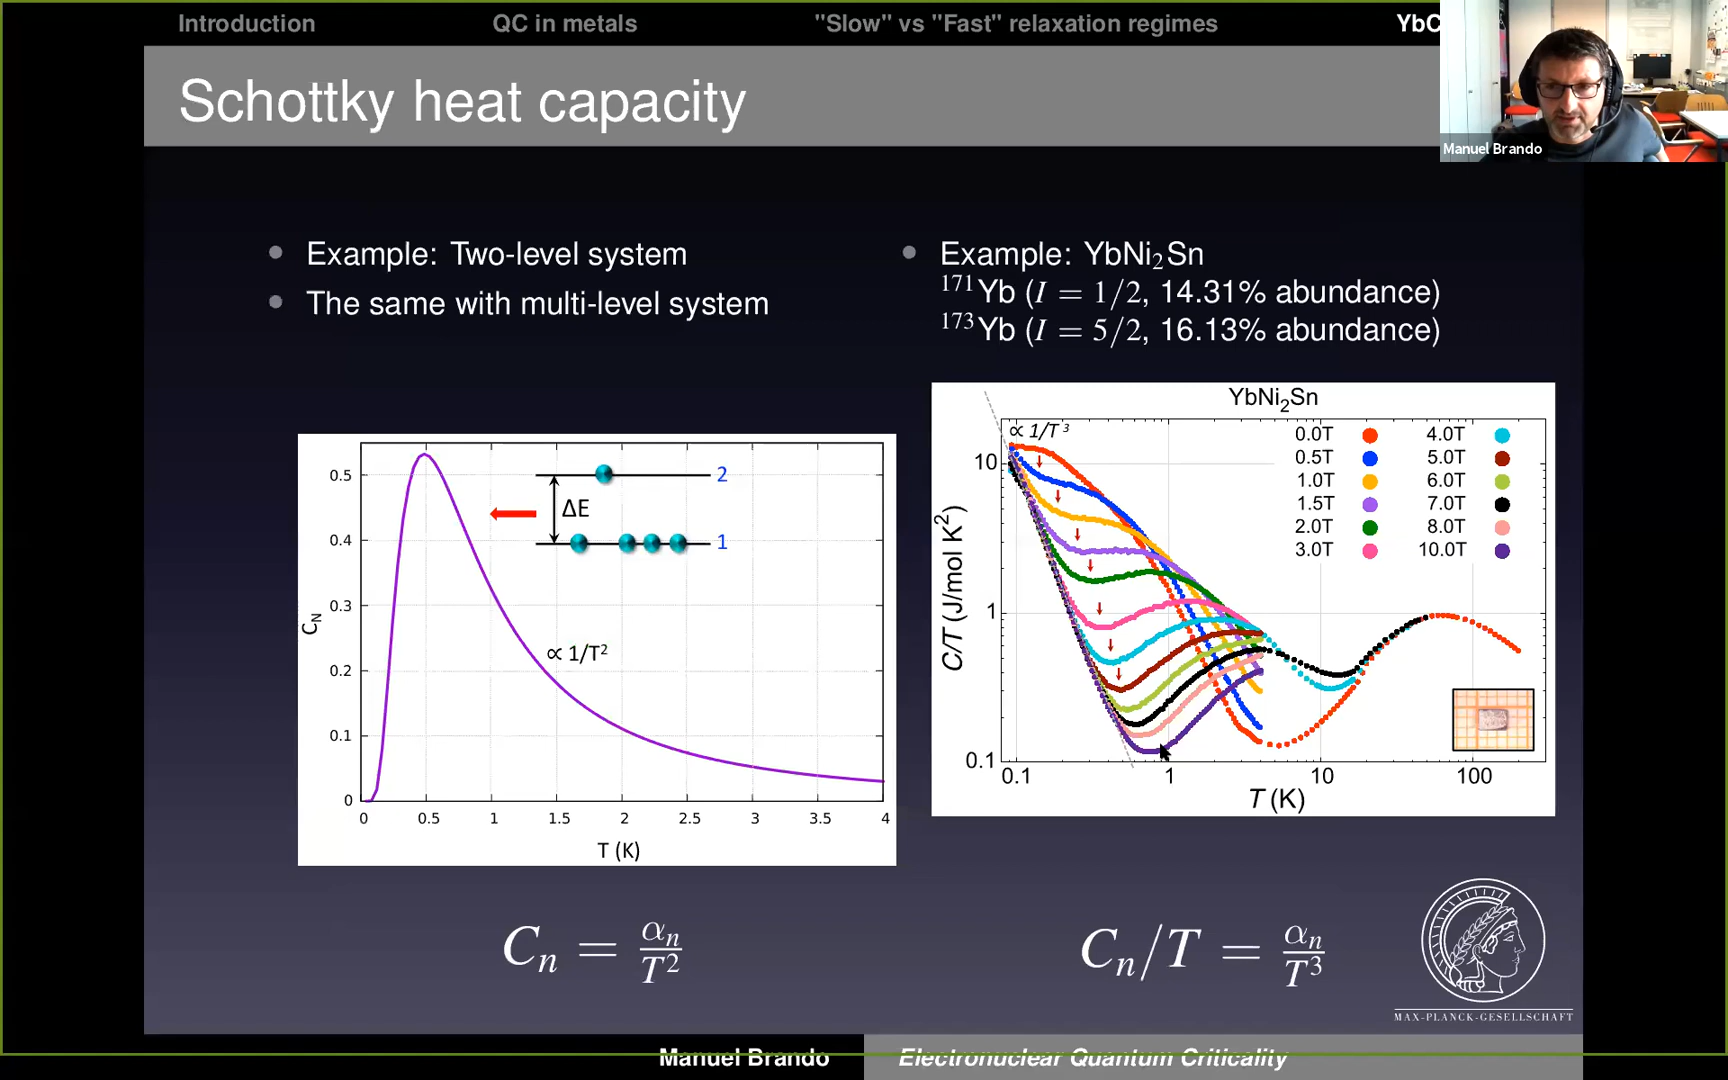 Introduction
QC in metals
"Slow" vs "Fast" relaxation regimes
YbC
Schottky heat capacity
Manuel Brando
Example: Two-level system
The same with multi-level system
Example: YbNi₂Sn
¹⁷¹Yb (I = 1/2, 14.31% abundance)
¹⁷³Yb (I = 5/2, 16.13% abundance)
0.5
0.4
0.3
0.2
0.1
0
C_N
2
ΔE
1
∝ 1/T²
0 0.5 1 1.5 2 2.5 3 3.5 4
T (K)
YbNi₂Sn
∝ 1/T³
0.0T 4.0T
0.5T 5.0T
1.0T 6.0T
1.5T 7.0T
2.0T 8.0T
3.0T 10.0T
10
1
0.1
C/T (J/mol K²)
0.1 1 10 100
T (K)
Cₙ = αₙ/T²
Cₙ/T = αₙ/T³
MAX-PLANCK-GESELLSCHAFT
Manuel Brando
Electronuclear Quantum Criticality